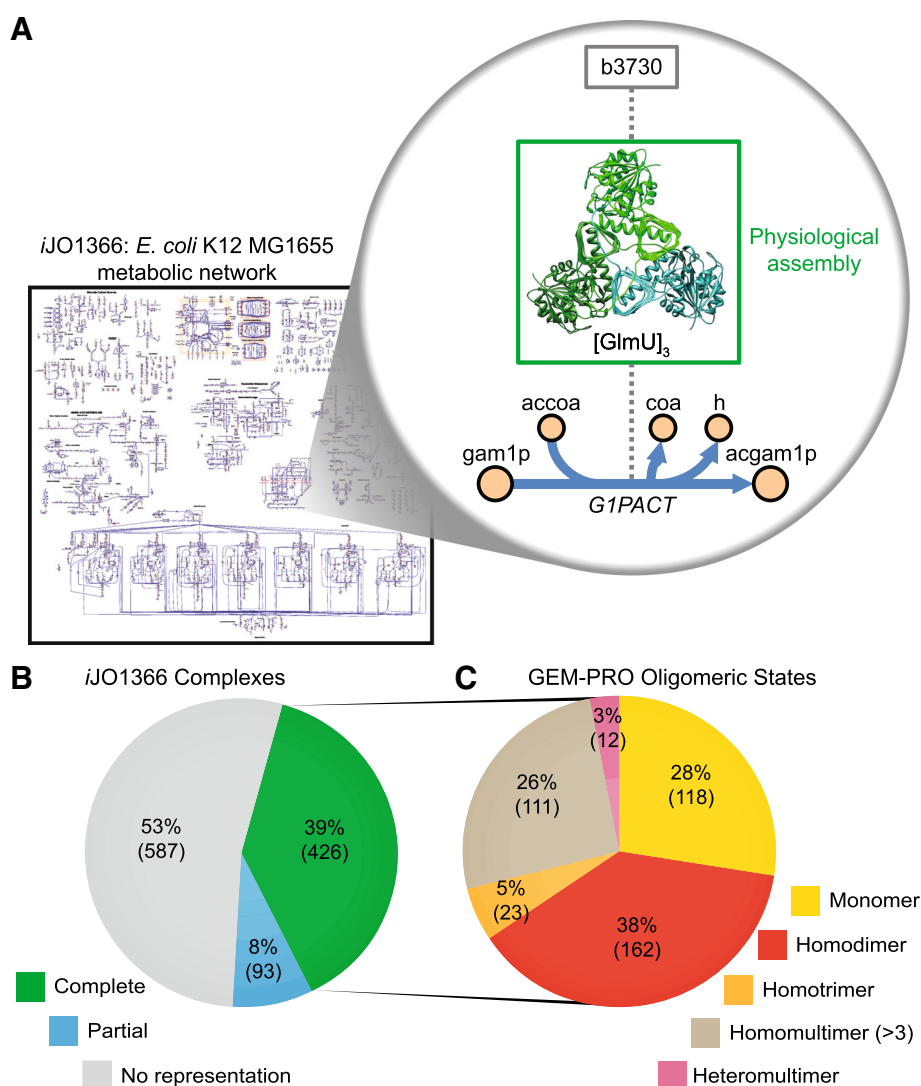 A
b3730
iJO1366: E. coli K12 MG1655
metabolic network
Physiological
assembly
[GlmU]3
accoa
coa
h
gam1p
acgam1p
G1PACT
B
iJO1366 Complexes
53%
(587)
39%
(426)
8%
(93)
Complete
Partial
No representation
C
GEM-PRO Oligomeric States
3%
(12)
28%
(118)
26%
(111)
5%
(23)
38%
(162)
Monomer
Homodimer
Homotrimer
Homomultimer (>3)
Heteromultimer